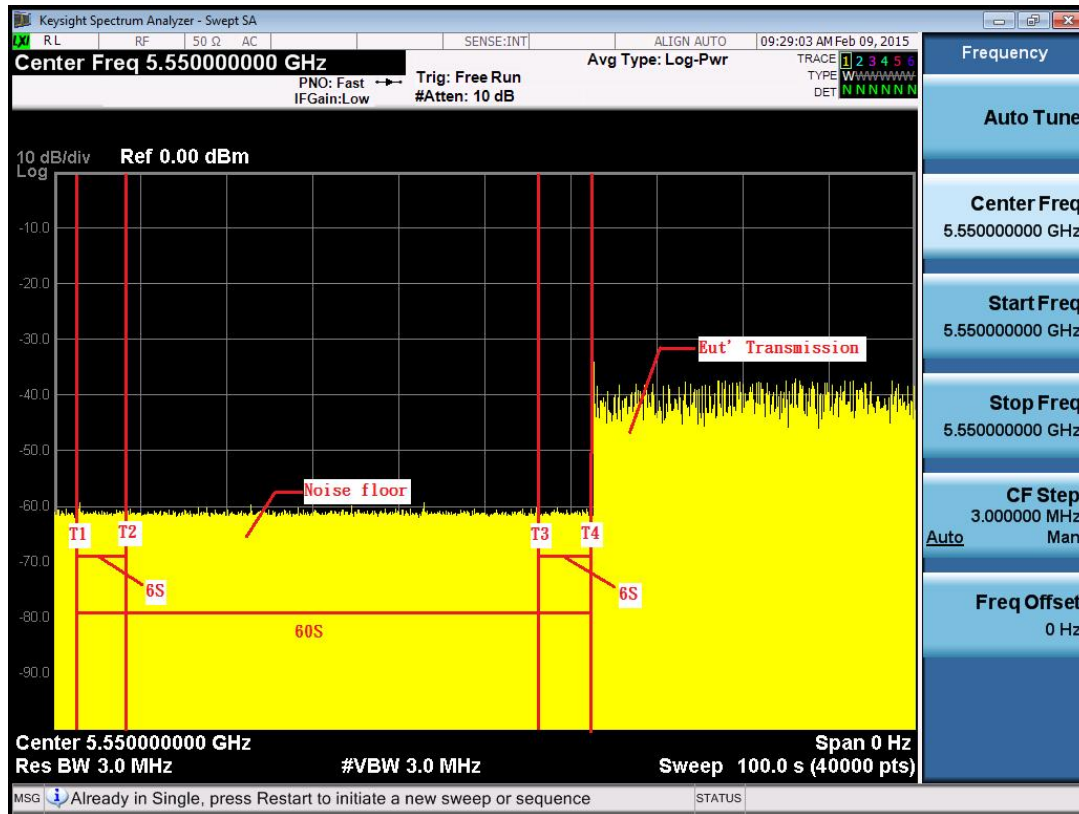 Keysight Spectrum Analyzer - Swept SA
LXI RL RF 50 Ω AC SENSE:INT ALIGN AUTO 09:29:03 AM Feb 09, 2015
Center Freq 5.550000000 GHz
PNO: Fast
IFGain:Low
Trig: Free Run
#Atten: 10 dB
Avg Type: Log-Pwr
TRACE 1 2 3 4 5 6
TYPE WWWWWWW
DET N N N N N N
10 dB/div
Log
Ref 0.00 dBm
-10.0
-20.0
-30.0
-40.0
-50.0
-60.0
-70.0
-80.0
-90.0
Eut' Transmission
Noise floor
T1
T2
T3
T4
6S
6S
60S
Center 5.550000000 GHz
Span 0 Hz
Res BW 3.0 MHz
#VBW 3.0 MHz
Sweep 100.0 s (40000 pts)
MSG Already in Single, press Restart to initiate a new sweep or sequence
STATUS
Frequency
Auto Tune
Center Freq
5.550000000 GHz
Start Freq
5.550000000 GHz
Stop Freq
5.550000000 GHz
CF Step
3.000000 MHz
Auto Man
Freq Offset
0 Hz